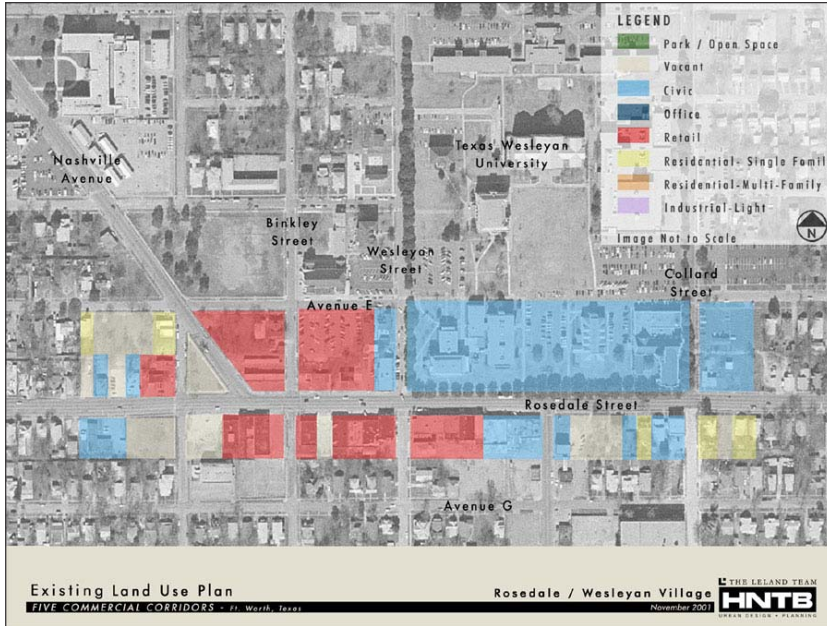 LEGEND
Park / Open Space
Vacant
Civic
Office
Retail
Residential- Single Famil
Residential-Multi-Family
Industrial-Light
Image Not to Scale
N
Nashville
Avenue
Texas Wesleyan
University
Binkley
Street
Wesleyan
Street
Collard
Street
Avenue E
Rosedale Street
Avenue G
Existing Land Use Plan
FIVE COMMERCIAL CORRIDORS - Ft. Worth, Texas
Rosedale / Wesleyan Village
November 2001
THE LELAND TEAM
HNTB
URBAN DESIGN + PLANNING